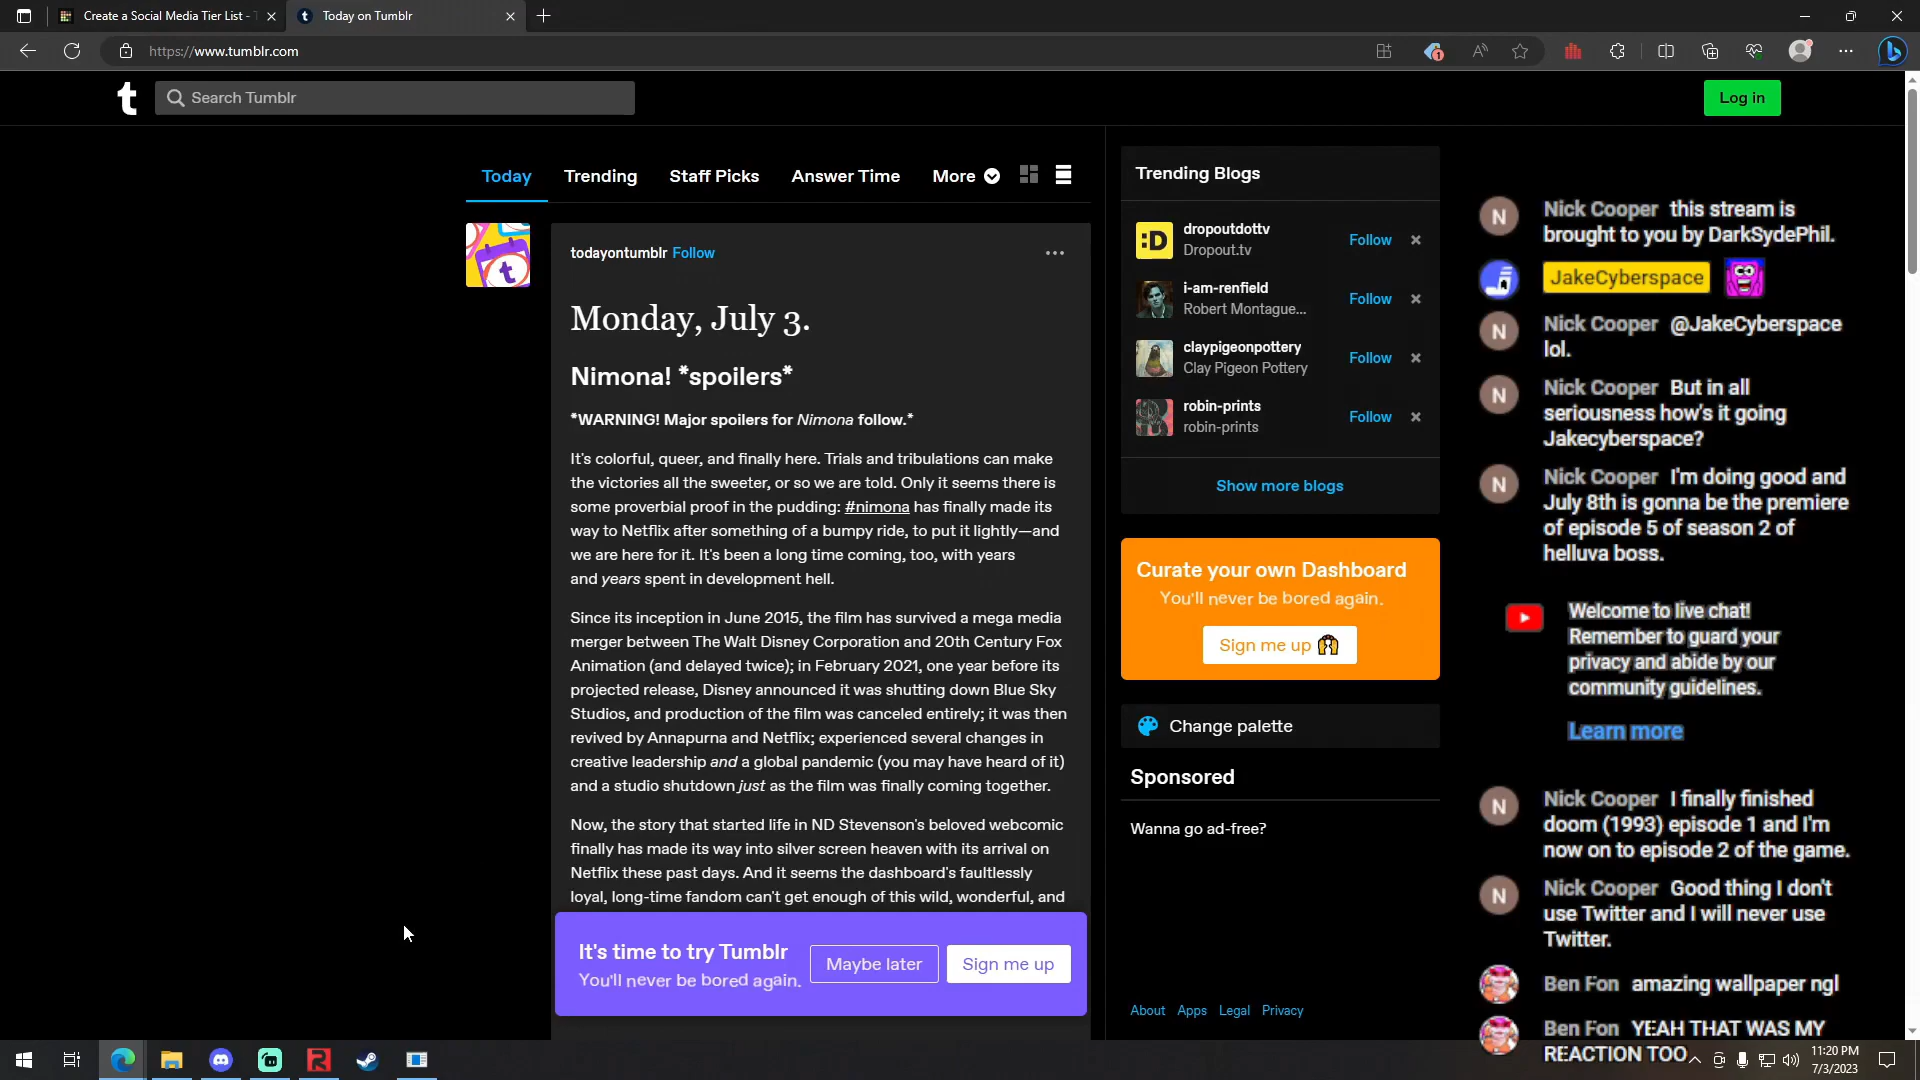 Create a Social Media Tier List - T
Today on Tumblr
https://www.tumblr.com
1
t
Search Tumblr
Log in
Today
Trending
Staff Picks
Answer Time
More
todayontumblr Follow
Monday, July 3.
Nimona! *spoilers*
*WARNING! Major spoilers for Nimona follow.*
It's colorful, queer, and finally here. Trials and tribulations can make
the victories all the sweeter, or so we are told. Only it seems there is
some proverbial proof in the pudding: #nimona has finally made its
way to Netflix after something of a bumpy ride, to put it lightly—and
we are here for it. It's been a long time coming, too, with years
and years spent in development hell.
Since its inception in June 2015, the film has survived a mega media
merger between The Walt Disney Corporation and 20th Century Fox
Animation (and delayed twice); in February 2021, one year before its
projected release, Disney announced it was shutting down Blue Sky
Studios, and production of the film was canceled entirely; it was then
revived by Annapurna and Netflix; experienced several changes in
creative leadership and a global pandemic (you may have heard of it)
and a studio shutdown just as the film was finally coming together.
Now, the story that started life in ND Stevenson's beloved webcomic
finally has made its way into silver screen heaven with its arrival on
Netflix these past days. And it seems the dashboard's faultlessly
loyal, long-time fandom can't get enough of this wild, wonderful, and
It's time to try Tumblr
You'll never be bored again.
Maybe later
Sign me up
Trending Blogs
:D
dropoutdottv
Dropout.tv
Follow
i-am-renfield
Robert Montague...
Follow
claypigeonpottery
Clay Pigeon Pottery
Follow
robin-prints
robin-prints
Follow
Show more blogs
Curate your own Dashboard
You'll never be bored again.
Sign me up
Change palette
Sponsored
Wanna go ad-free?
About Apps Legal Privacy
N
Nick Cooper this stream is
brought to you by DarkSydePhil.
JakeCyberspace
N
Nick Cooper @JakeCyberspace
lol.
N
Nick Cooper But in all
seriousness how's it going
Jakecyberspace?
N
Nick Cooper I'm doing good and
July 8th is gonna be the premiere
of episode 5 of season 2 of
helluva boss.
Welcome to live chat!
Remember to guard your
privacy and abide by our
community guidelines.
Learn more
N
Nick Cooper I finally finished
doom (1993) episode 1 and I'm
now on to episode 2 of the game.
N
Nick Cooper Good thing I don't
use Twitter and I will never use
Twitter.
Ben Fon amazing wallpaper ngl
Ben Fon YEAH THAT WAS MY
REACTION TOO
11:20 PM
7/3/2023